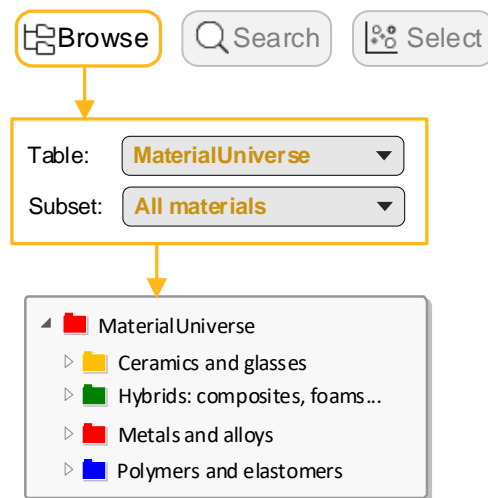 Browse Search Select
Table: MaterialUniverse
Subset: All materials
MaterialUniverse
Ceramics and glasses
Hybrids: composites, foams...
Metals and alloys
Polymers and elastomers